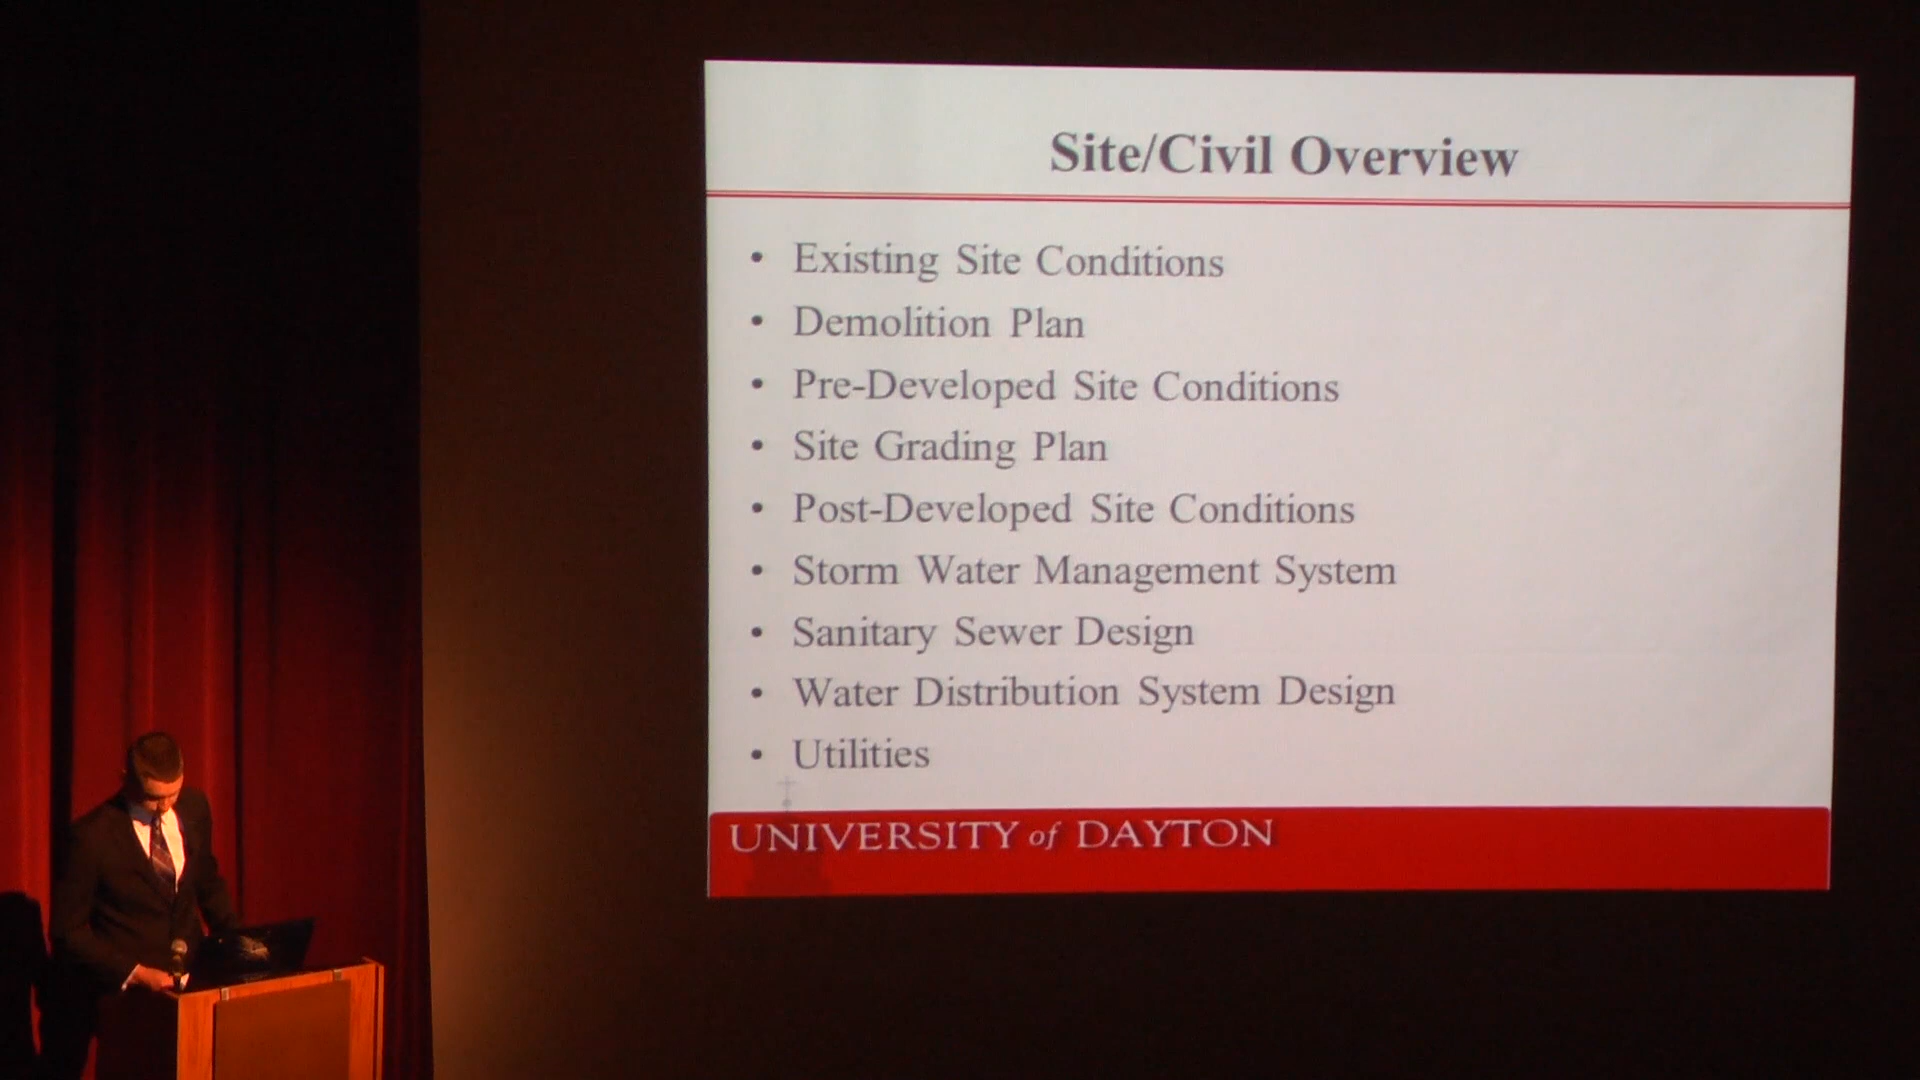 Site/Civil Overview
• Existing Site Conditions
• Demolition Plan
• Pre-Developed Site Conditions
• Site Grading Plan
• Post-Developed Site Conditions
• Storm Water Management System
• Sanitary Sewer Design
• Water Distribution System Design
• Utilities
UNIVERSITY of DAYTON